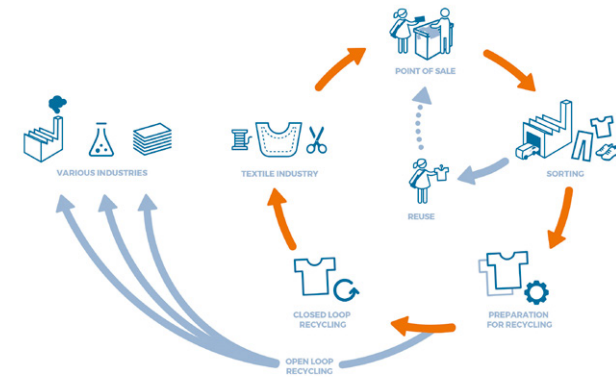 POINT OF SALE
VARIOUS INDUSTRIES
TEXTILE INDUSTRY
SORTING
REUSE
CLOSED LOOP
RECYCLING
PREPARATION
FOR RECYCLING
OPEN LOOP
RECYCLING